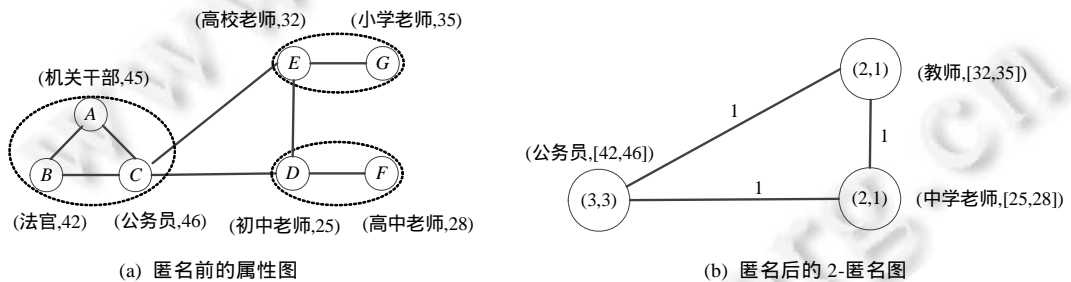 (高校老师,32)
(小学老师,35)
E
G
(机关干部,45)
A
B
C
D
F
(法官,42)
(公务员,46)
(初中老师,25)
(高中老师,28)
(a) 匿名前的属性图
(2,1)
(教师,[32,35])
1
1
(公务员,[42,46])
1
(3,3)
(2,1)
(中学老师,[25,28])
(b) 匿名后的 2-匿名图